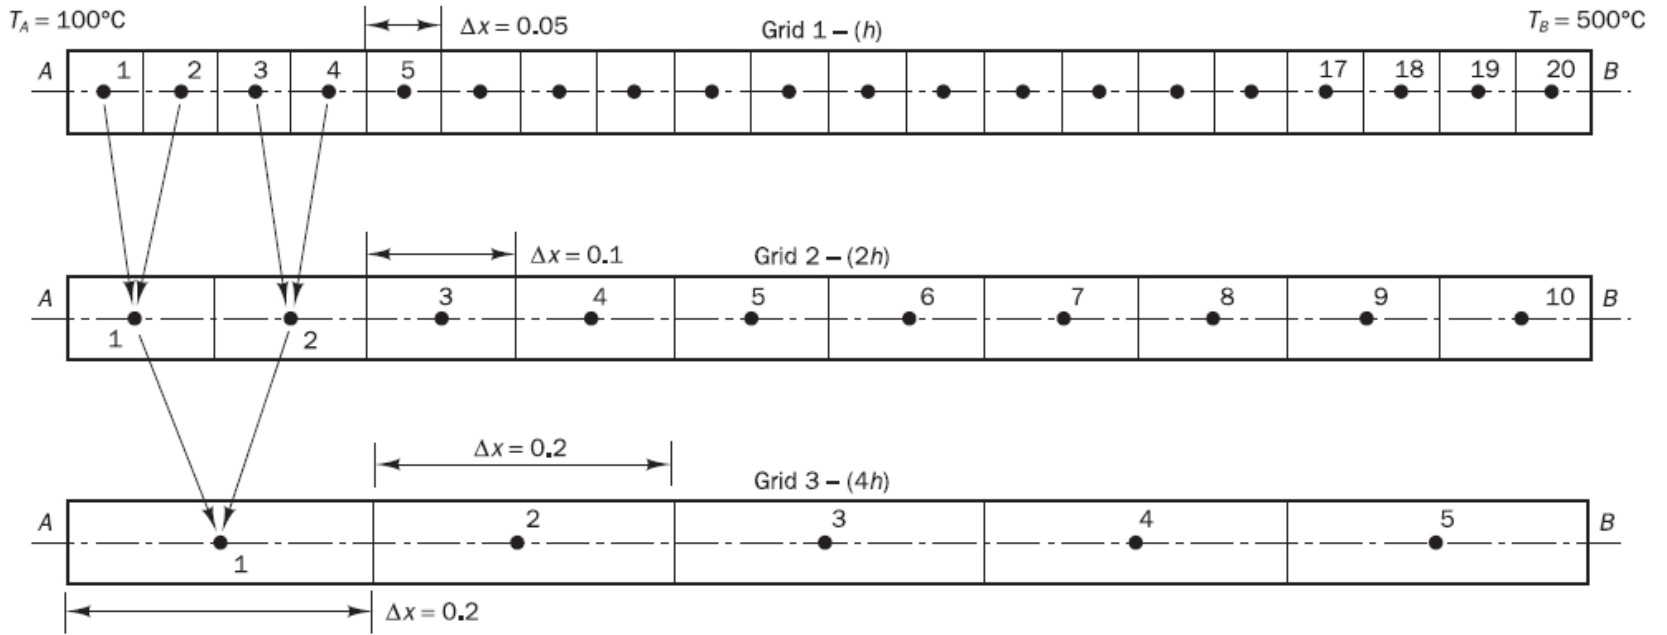 T_A = 100°C
Δx = 0.05
Grid 1 – (h)
T_B = 500°C
A 1 2 3 4 5 17 18 19 20 B
Δx = 0.1
Grid 2 – (2h)
A 3 4 5 6 7 8 9 10 B
1 2
Δx = 0.2
Grid 3 – (4h)
A 2 3 4 5 B
1
Δx = 0.2